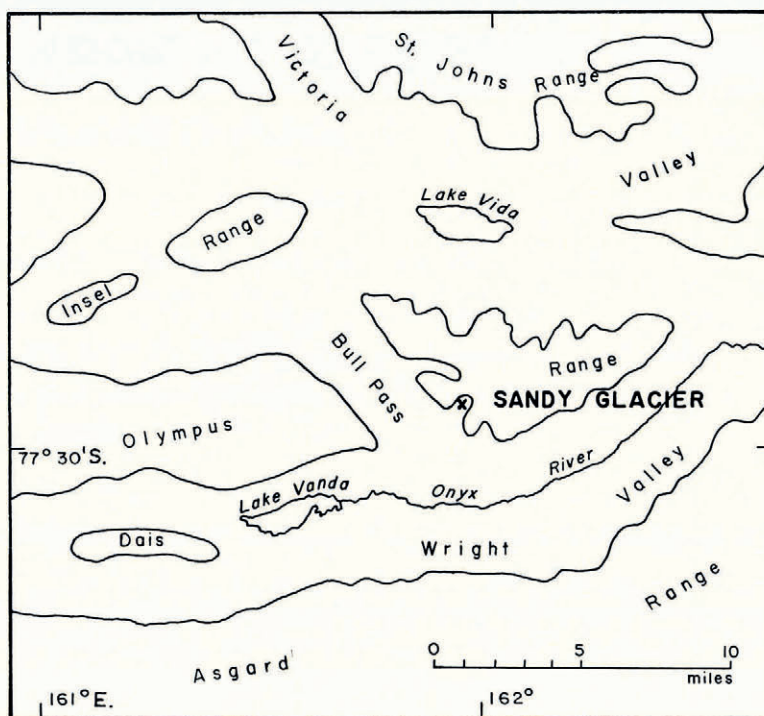 Victoria
St. Johns Range
Valley
Lake Vida
Range
Insel
Bull Pass
Range
SANDY GLACIER
Olympus
77° 30' S.
River
Valley
Lake Vanda
Onyx
Dais
Wright
Range
0 5 10
miles
Asgard
161° E.
162°